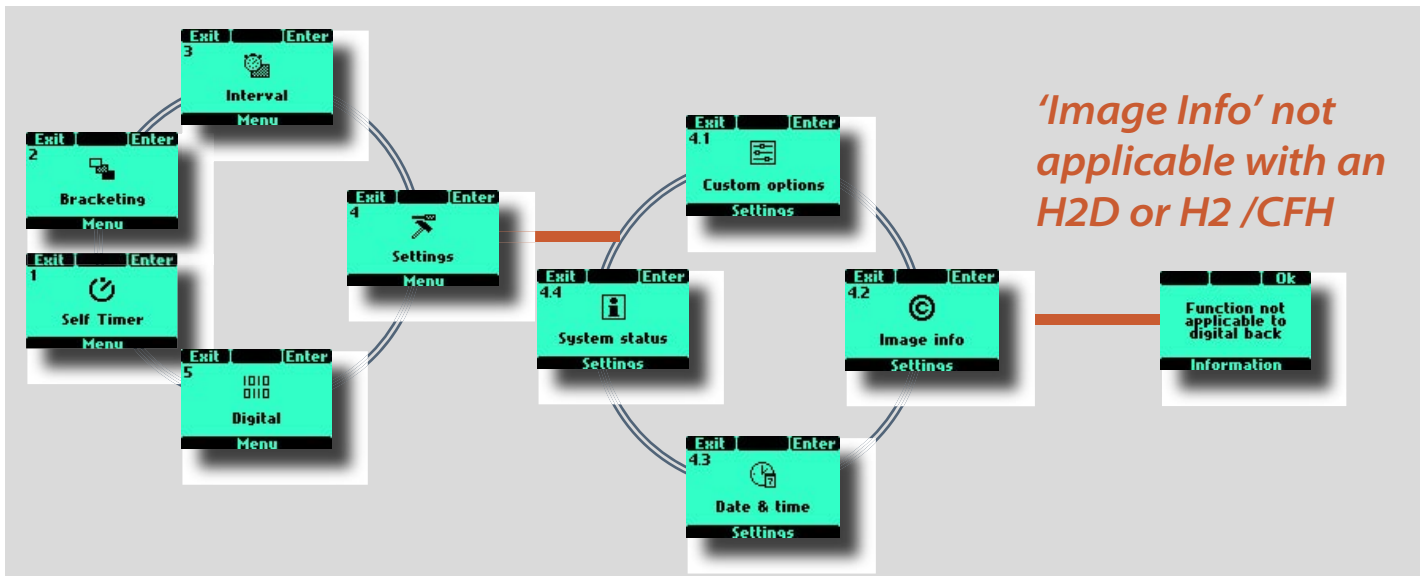 Exit Enter
3
Interval
Menu
Exit Enter
2
Bracketing
Menu
Exit Enter
1
Self Timer
Menu
Exit Enter
4
Settings
Menu
Exit Enter
5
1010
0110
Digital
Menu
Exit Enter
4.1
Custom options
Settings
Exit Enter
4.4
i
System status
Settings
Exit Enter
4.2
©
Image info
Settings
Exit Enter
4.3
?
Date & time
Settings
‘Image Info’ not
applicable with an
H2D or H2 /CFH
Ok
Function not
applicable to
digital back
Information